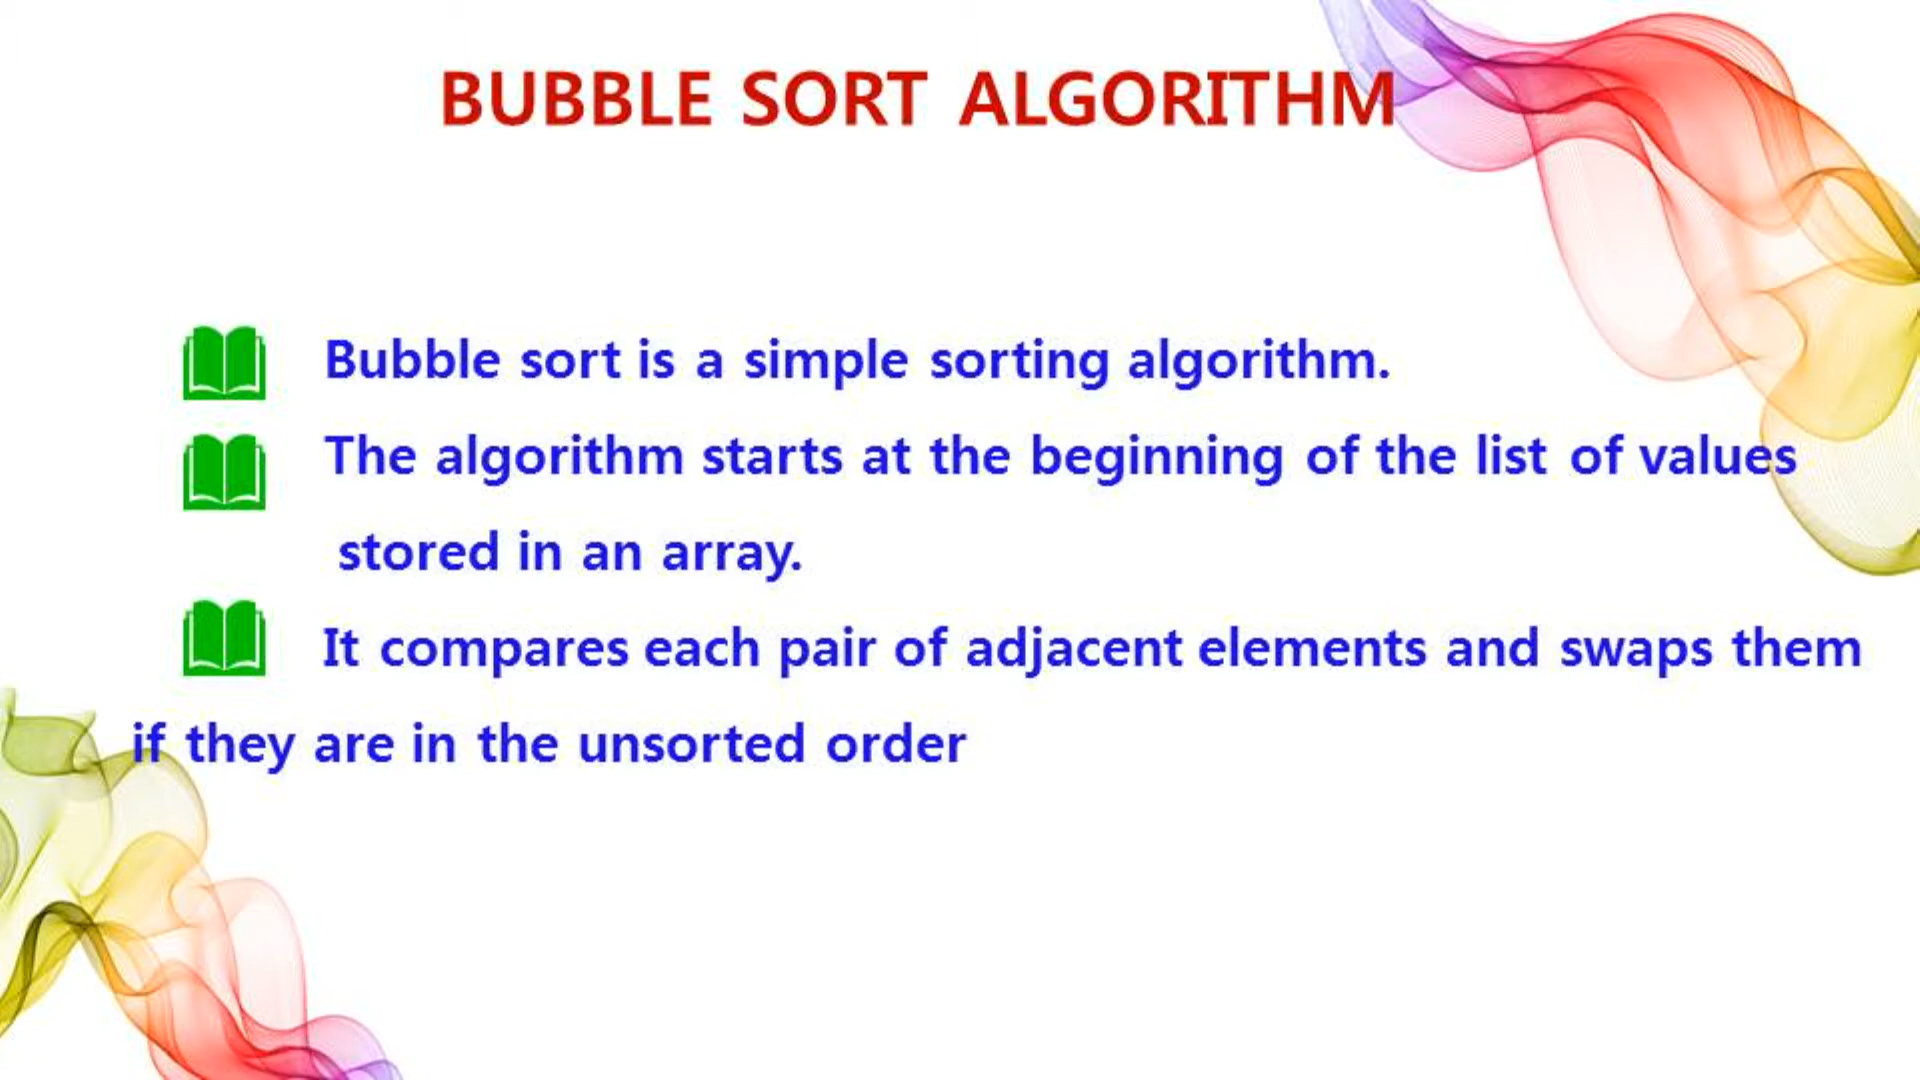 BUBBLE SORT ALGORITHM
Bubble sort is a simple sorting algorithm.
The algorithm starts at the beginning of the list of values
stored in an array.
It compares each pair of adjacent elements and swaps them
if they are in the unsorted order